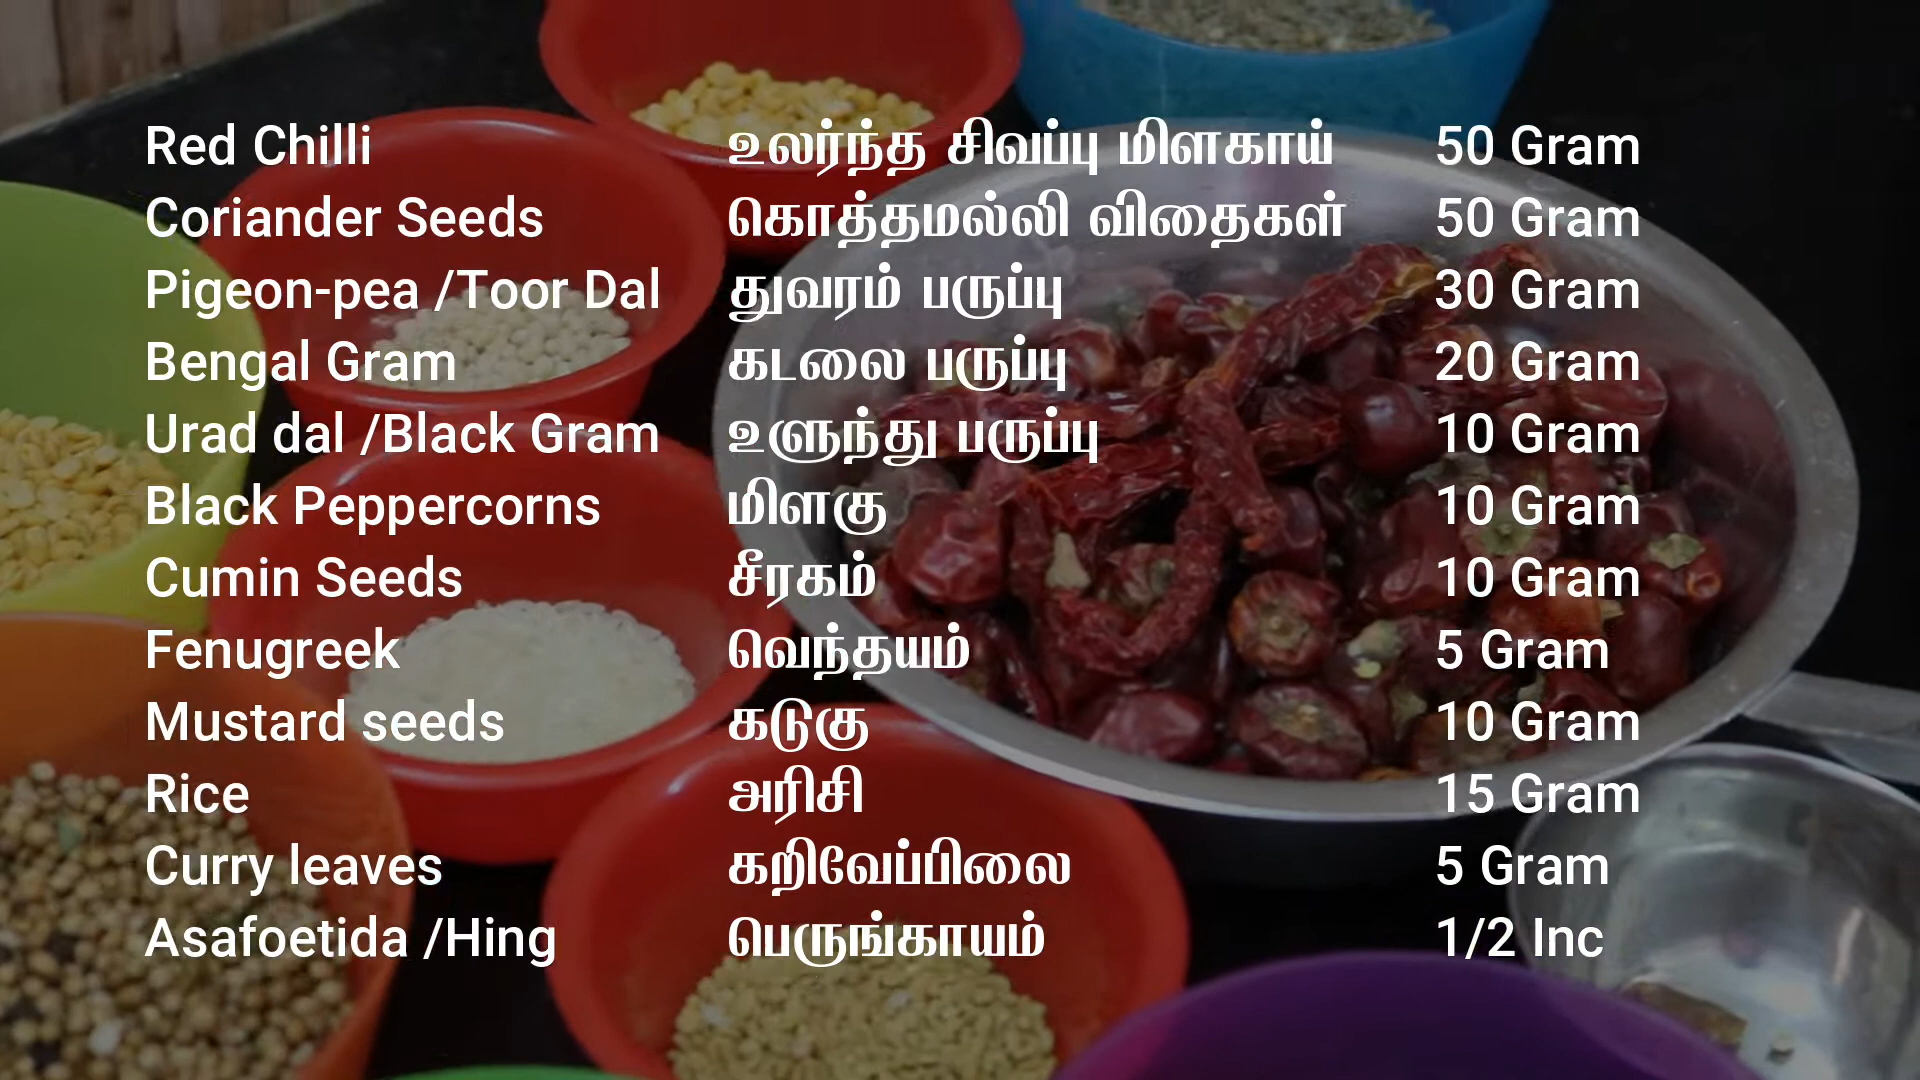 Red Chilli உலர்ந்த சிவப்பு மிளகாய் 50 Gram
Coriander Seeds கொத்தமல்லி விதைகள் 50 Gram
Pigeon-pea /Toor Dal துவரம் பருப்பு 30 Gram
Bengal Gram கடலை பருப்பு 20 Gram
Urad dal /Black Gram உளுந்து பருப்பு 10 Gram
Black Peppercorns மிளகு 10 Gram
Cumin Seeds சீரகம் 10 Gram
Fenugreek வெந்தயம் 5 Gram
Mustard seeds கடுகு 10 Gram
Rice அரிசி 15 Gram
Curry leaves கறிவேப்பிலை 5 Gram
Asafoetida /Hing பெருங்காயம் 1/2 Inc